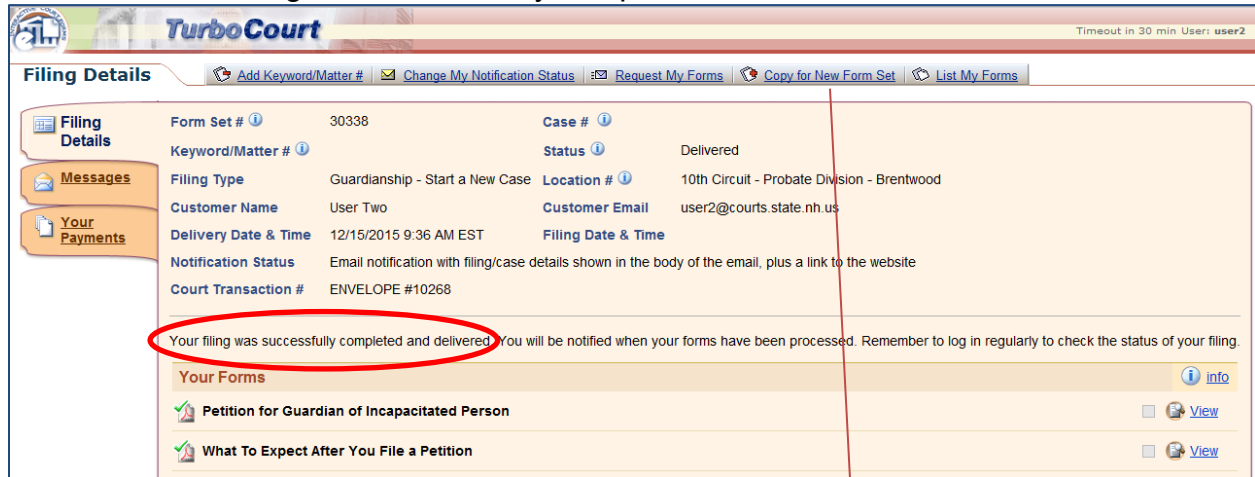 TurboCourt
Timeout in 30 min User: user2
Filing Details
Add Keyword/Matter # Change My Notification Status Request My Forms Copy for New Form Set List My Forms
Filing Details
Messages
Your Payments
Form Set # 30338 Case #
Keyword/Matter # Status Delivered
Filing Type Guardianship - Start a New Case Location # 10th Circuit - Probate Division - Brentwood
Customer Name User Two Customer Email user2@courts.state.nh.us
Delivery Date & Time 12/15/2015 9:36 AM EST Filing Date & Time
Notification Status Email notification with filing/case details shown in the body of the email, plus a link to the website
Court Transaction # ENVELOPE #10268
Your filing was successfully completed and delivered. You will be notified when your forms have been processed. Remember to log in regularly to check the status of your filing.
Your Forms info
Petition for Guardian of Incapacitated Person View
What To Expect After You File a Petition View